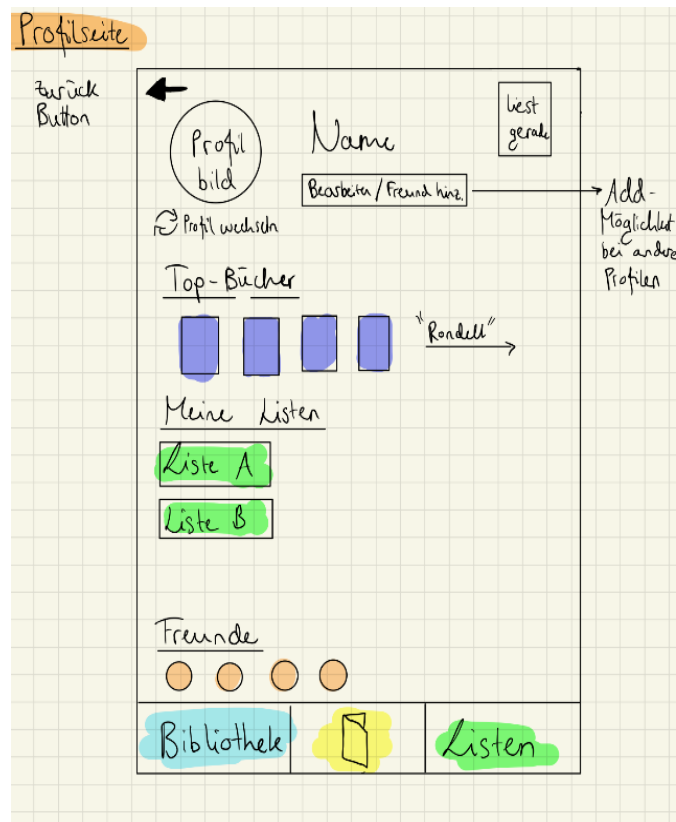 Profilseite
Zurück
Button
Profil
bild
Name
liest
gerade
Bearbeiten / Freund hinz.
Add-
Möglichkeit
bei andere
Profilen
Profil wechseln
Top-Bücher
"Rondell"
Meine Listen
Liste A
Liste B
Freunde
Bibliothek
Listen